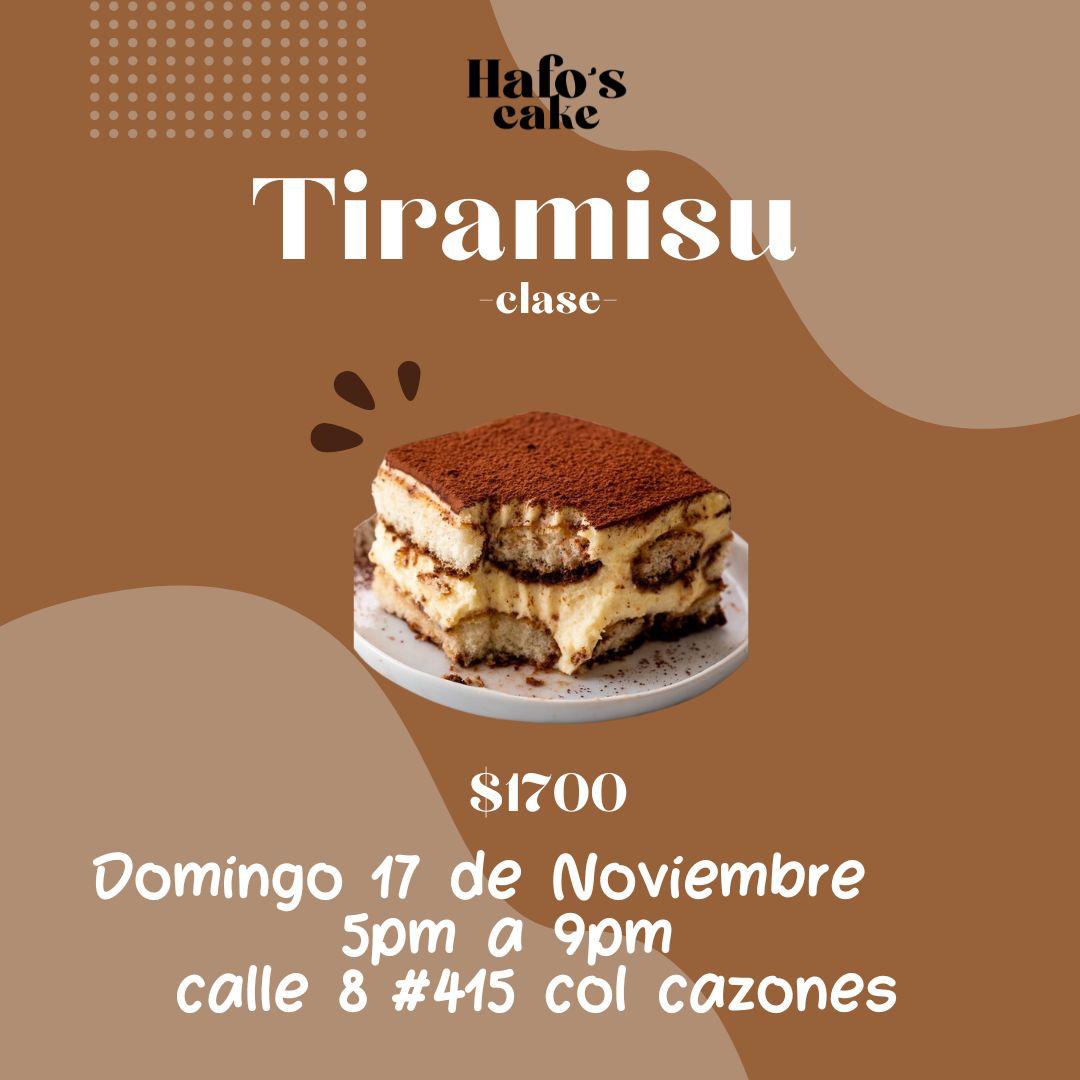 Hafo's
cake
Tiramisu
-clase-
$1700
Domingo 17 de Noviembre
5pm a 9pm
calle 8 #415 col cazones